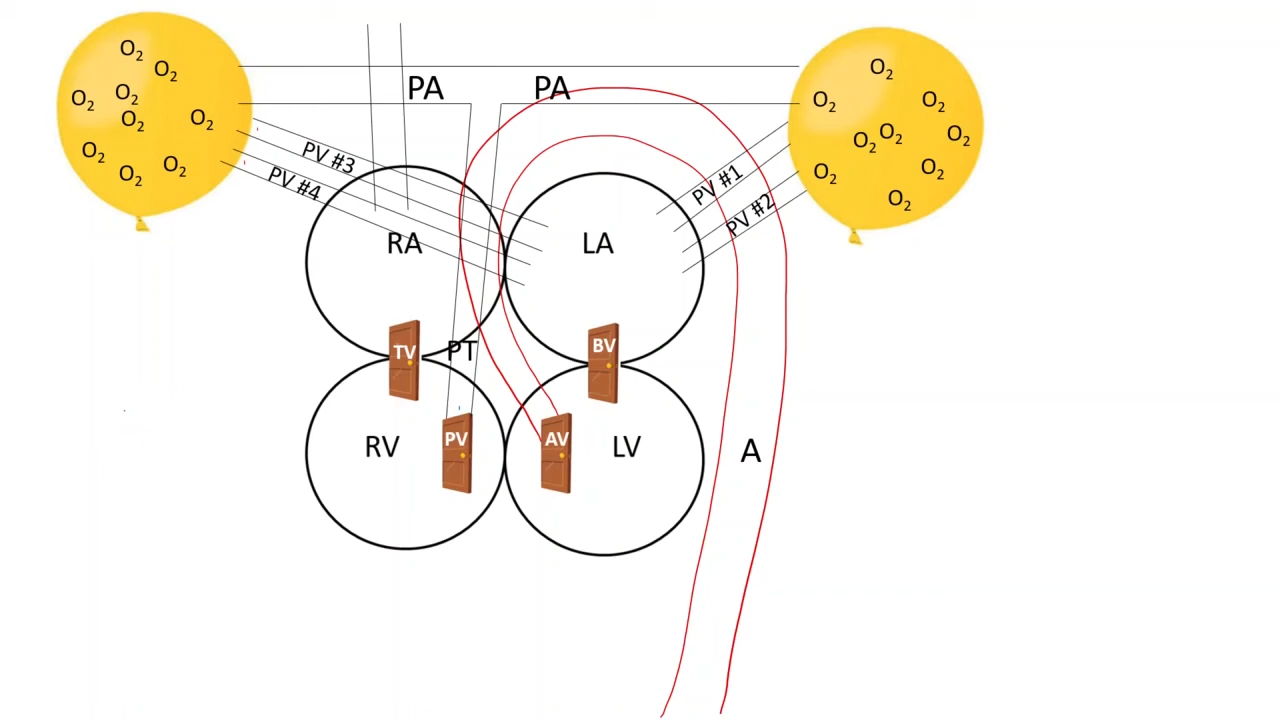 O₂
O₂
O₂
O₂
O₂
O₂
O₂
O₂
O₂
PA PA
O₂
O₂
O₂
O₂
O₂
O₂
O₂
O₂
O₂
PV #3
PV #4
PV #1
PV #2
RA
LA
TV
PT
BV
RV
PV
AV
LV
A